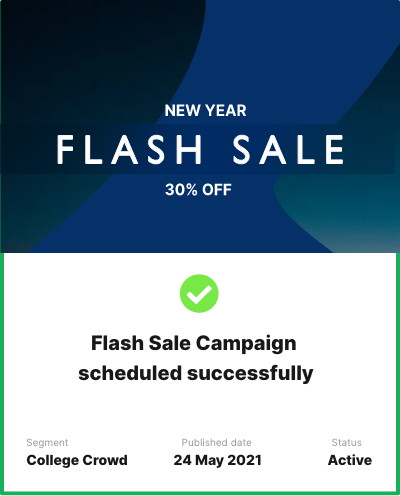 NEW YEAR
FLASH SALE
30% OFF
Flash Sale Campaign
scheduled successfully
Segment Published date Status
College Crowd 24 May 2021 Active